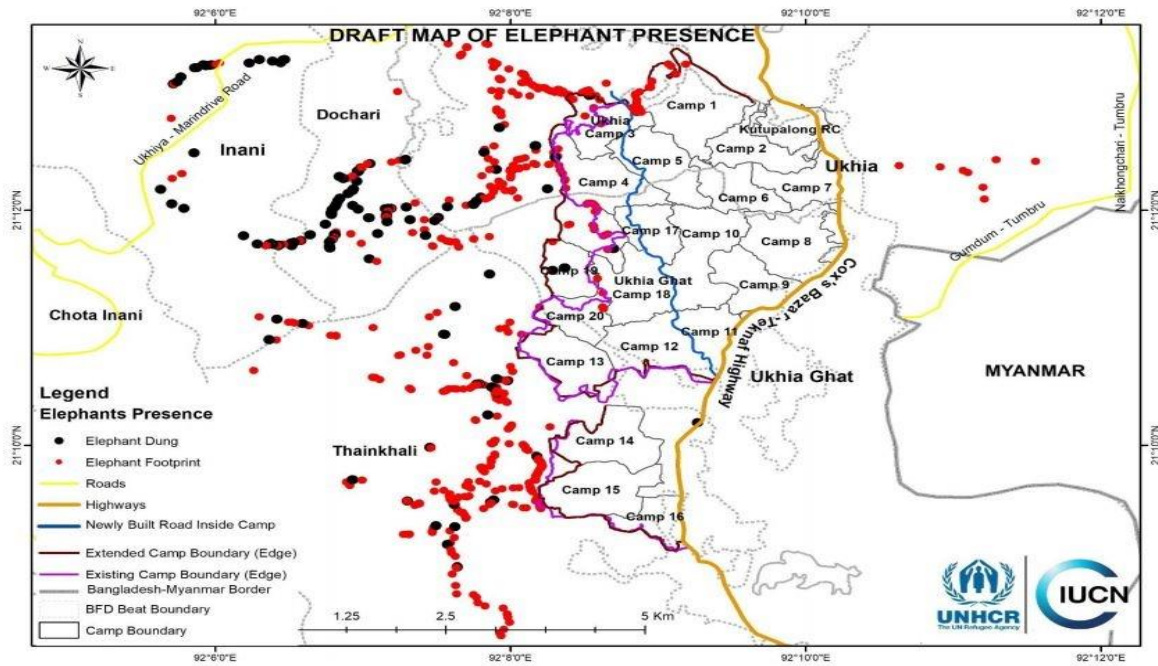 92°6'0"E
92°8'0"E
92°10'0"E
92°12'0"E
DRAFT MAP OF ELEPHANT PRESENCE
Ukhiya - Marindrive Road
Dochari
Inani
Camp 1
Ukhia
Camp 3
Kutupalong RC
Camp 2
Camp 5
Ukhia
Camp 4
Camp 7
Camp 6
Naikhongchari - Tumbru
21°12'0"N
21°12'0"N
Camp 17
Camp 10
Camp 8
Gumdum - Tumbru
Camp 19
Ukhia Ghat
Camp 18
Camp 9
Cox's Bazar -Teknaf Highway
Chota Inani
Camp 20
Camp 11
Camp 12
Camp 13
Ukhia Ghat
MYANMAR
Legend
Elephants Presence
Elephant Dung
Elephant Footprint
Roads
Highways
Newly Built Road Inside Camp
Extended Camp Boundary (Edge)
Existing Camp Boundary (Edge)
Bangladesh-Myanmar Border
BFD Beat Boundary
Camp Boundary
21°10'0"N
21°10'0"N
Thainkhali
Camp 14
Camp 15
Camp 16
1.25
2.5
5 Km
UNHCR
The UN Refugee Agency
IUCN
92°6'0"E
92°8'0"E
92°10'0"E
92°12'0"E